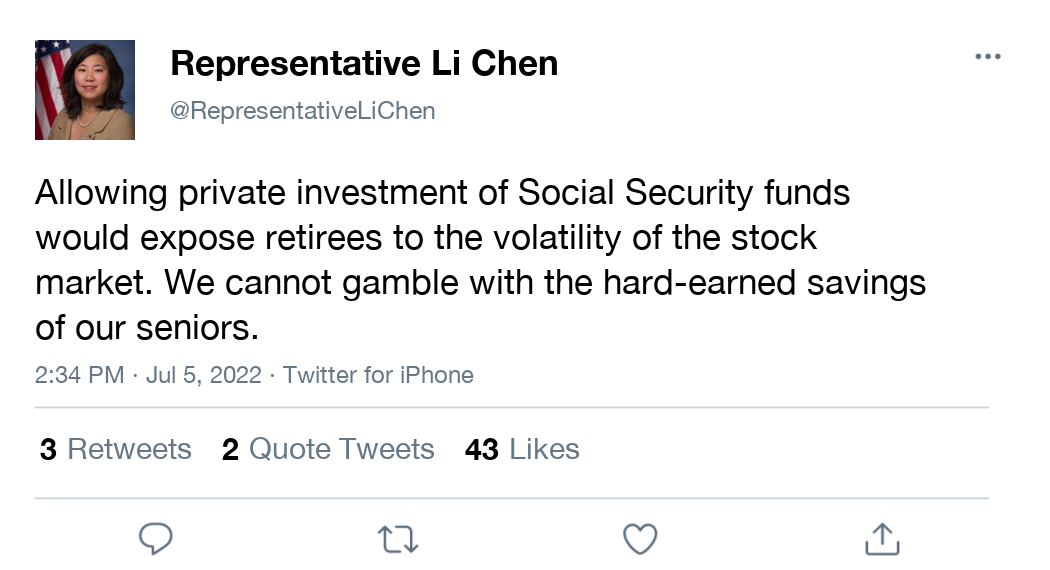 Representative Li Chen
@RepresentativeLiChen
Allowing private investment of Social Security funds
would expose retirees to the volatility of the stock
market. We cannot gamble with the hard-earned savings
of our seniors.
2:34 PM · Jul 5, 2022 · Twitter for iPhone
3 Retweets 2 Quote Tweets 43 Likes